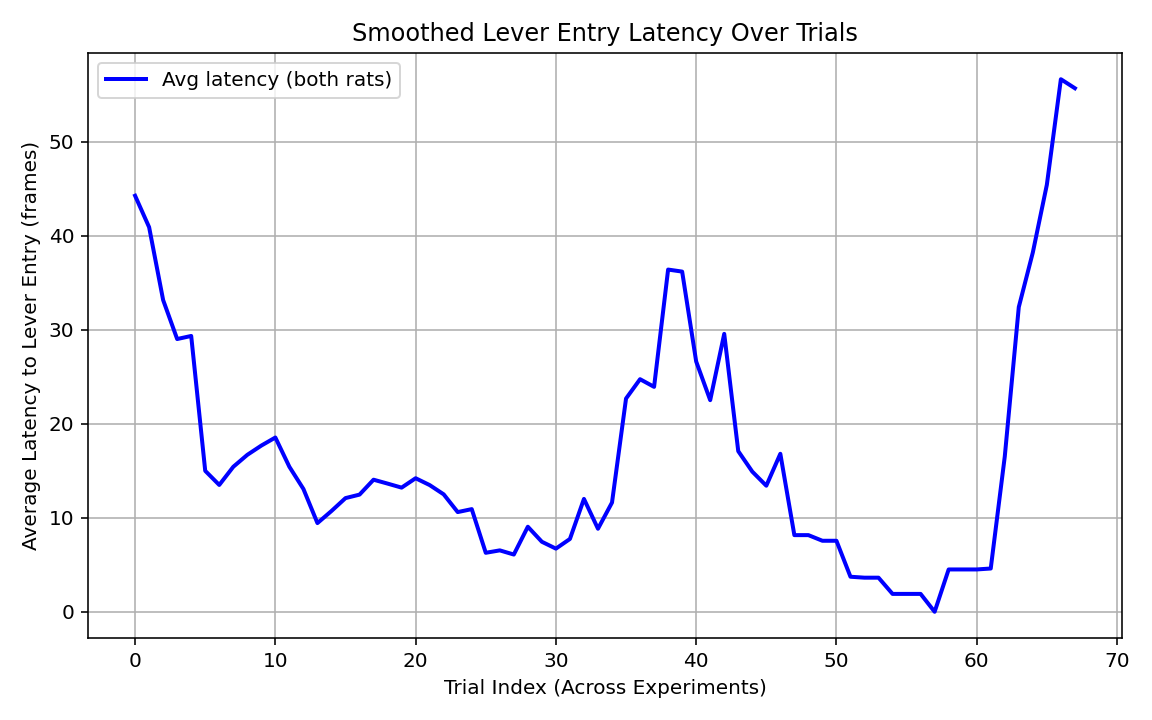 Smoothed Lever Entry Latency Over Trials
Avg latency (both rats)
Average Latency to Lever Entry (frames)
50
40
30
20
10
0
0 10 20 30 40 50 60 70
Trial Index (Across Experiments)